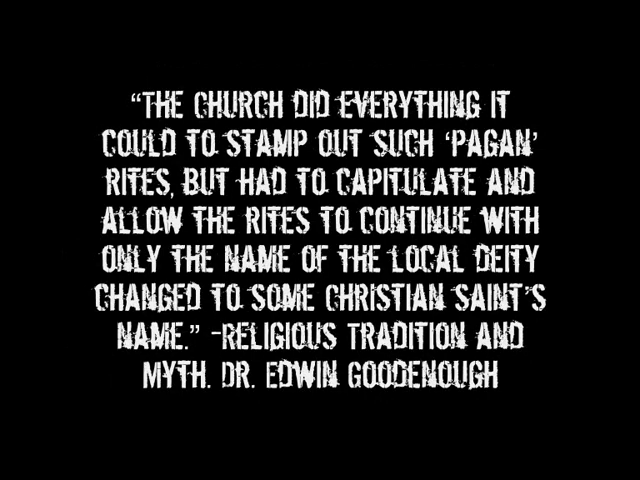 “THE CHURCH DID EVERYTHING IT
COULD TO STAMP OUT SUCH ‘PAGAN’
RITES, BUT HAD TO CAPITULATE AND
ALLOW THE RITES TO CONTINUE WITH
ONLY THE NAME OF THE LOCAL DEITY
CHANGED TO SOME CHRISTIAN SAINT’S
NAME.” -RELIGIOUS TRADITION AND
MYTH. DR. EDWIN GOODENOUGH